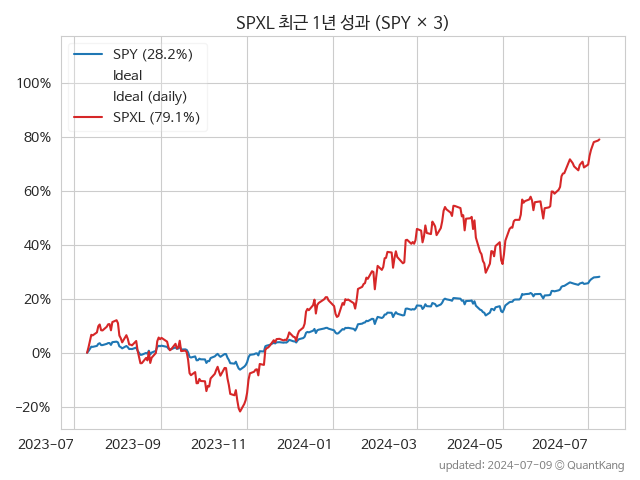 SPXL 최근 1년 성과 (SPY × 3)
SPY (28.2%)
Ideal
Ideal (daily)
SPXL (79.1%)
100%
80%
60%
40%
20%
0%
−20%
2023−07
2023−09
2023−11
2024−01
2024−03
2024−05
2024−07
updated: 2024-07-09 © QuantKang